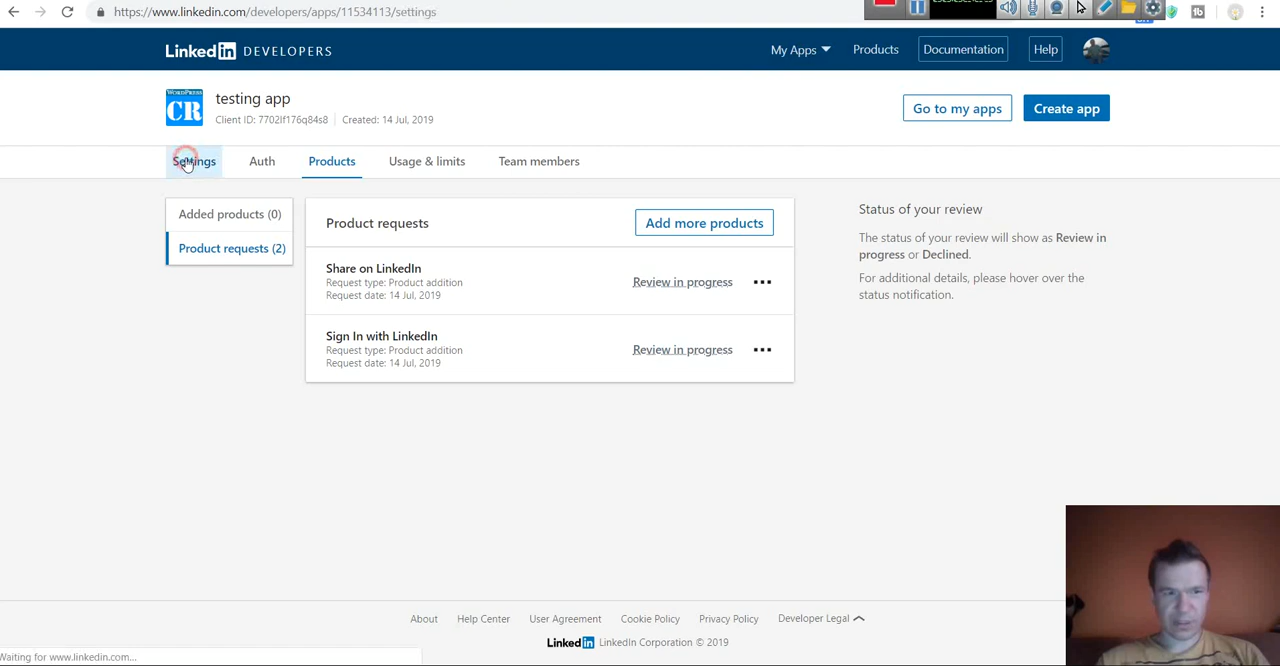 https://www.linkedin.com/developers/apps/11534113/settings
Linked in DEVELOPERS
My Apps
Products
Documentation
Help
WORDPRESS
CR
testing app
Client ID: 7702lf176q84s8
Created: 14 Jul, 2019
Go to my apps
Create app
Settings
Auth
Products
Usage & limits
Team members
Added products (0)
Product requests (2)
Product requests
Add more products
Share on LinkedIn
Request type: Product addition
Request date: 14 Jul, 2019
Review in progress
Sign In with LinkedIn
Request type: Product addition
Request date: 14 Jul, 2019
Review in progress
Status of your review
The status of your review will show as Review in
progress or Declined.
For additional details, please hover over the
status notification.
About
Help Center
User Agreement
Cookie Policy
Privacy Policy
Developer Legal
Linked in LinkedIn Corporation © 2019
Waiting for www.linkedin.com...